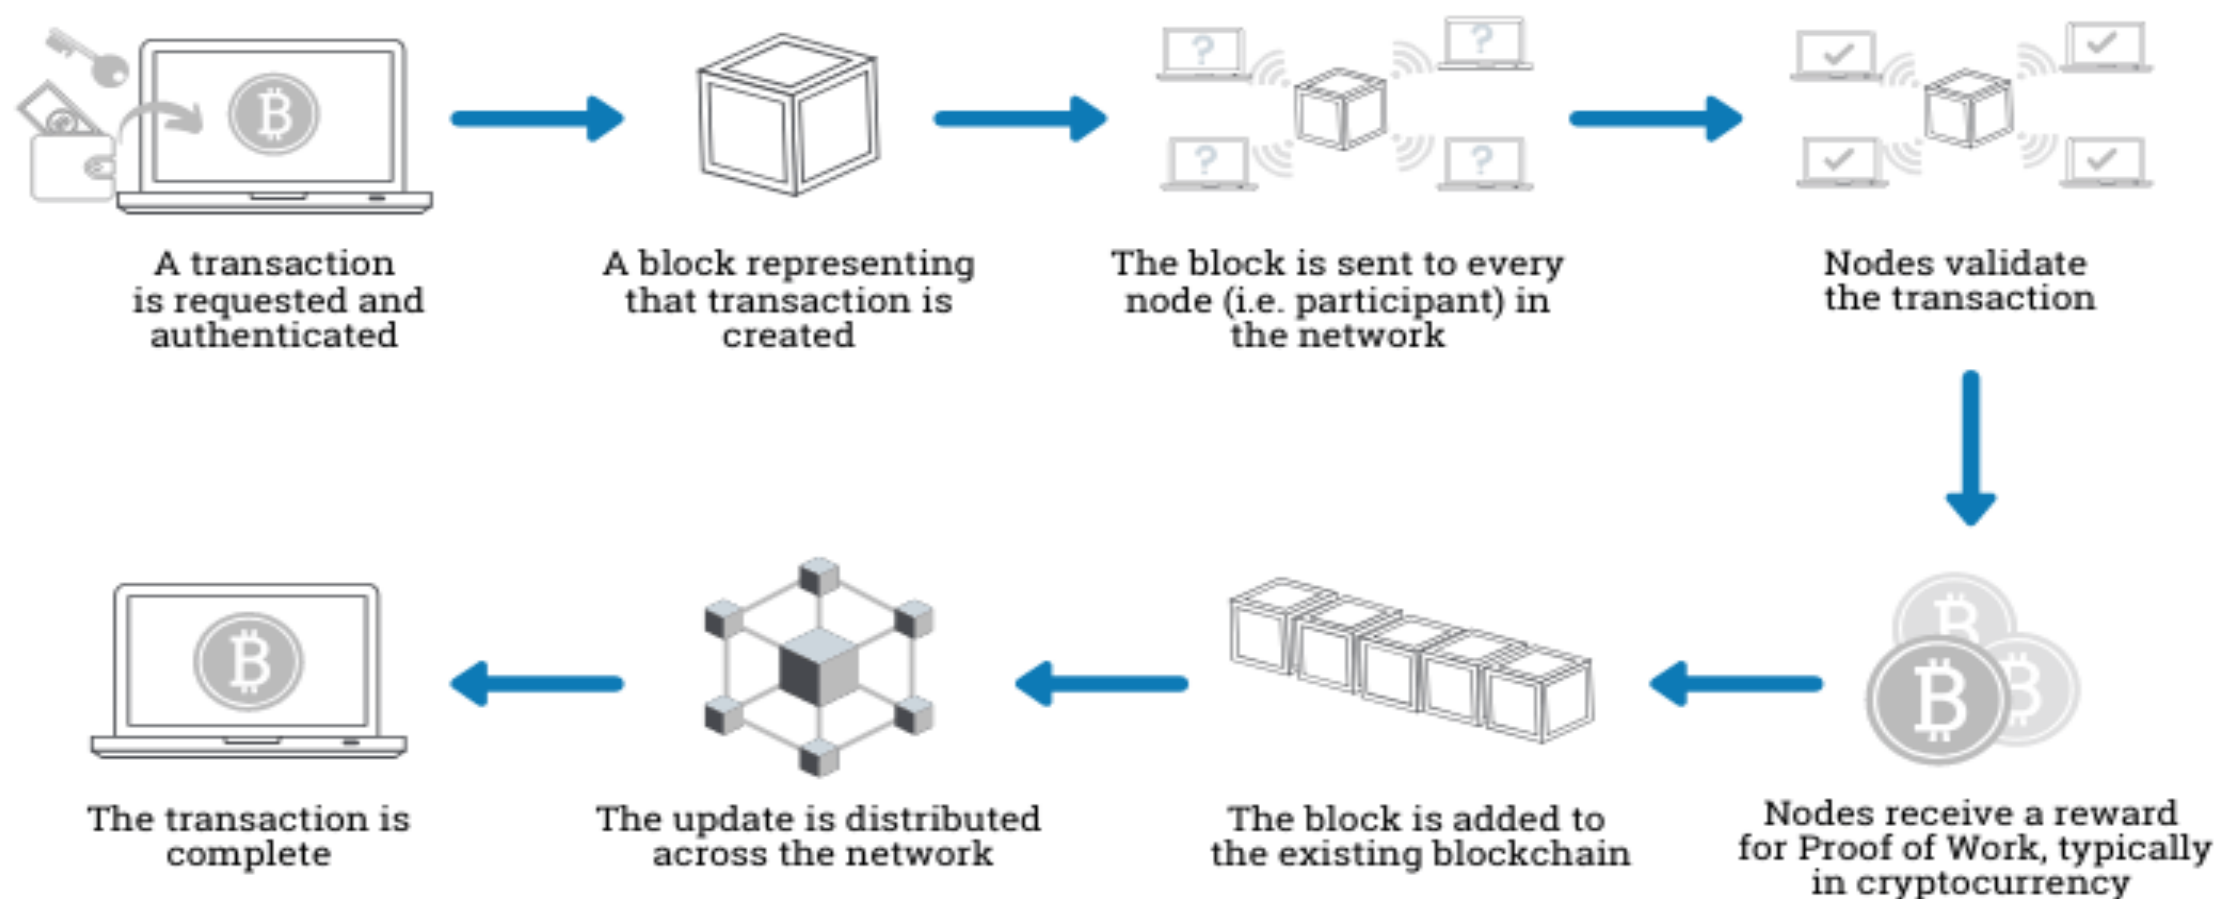 A transaction
is requested and
authenticated
A block representing
that transaction is
created
The block is sent to every
node (i.e. participant) in
the network
Nodes validate
the transaction
The transaction is
complete
The update is distributed
across the network
The block is added to
the existing blockchain
Nodes receive a reward
for Proof of Work, typically
in cryptocurrency